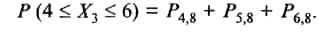 P (4 ≤ X₃ ≤ 6) = P₄,₈ + P₅,₈ + P₆,₈.